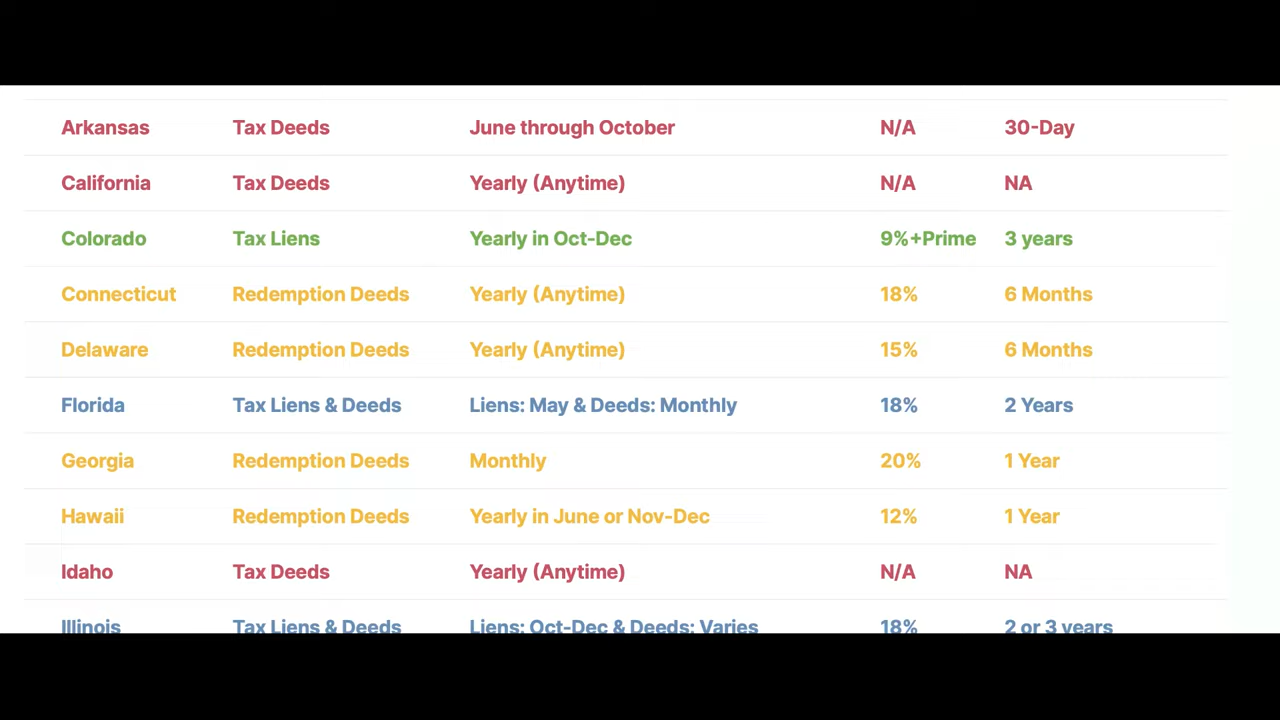 Arkansas Tax Deeds June through October N/A 30-Day
California Tax Deeds Yearly (Anytime) N/A NA
Colorado Tax Liens Yearly in Oct-Dec 9%+Prime 3 years
Connecticut Redemption Deeds Yearly (Anytime) 18% 6 Months
Delaware Redemption Deeds Yearly (Anytime) 15% 6 Months
Florida Tax Liens & Deeds Liens: May & Deeds: Monthly 18% 2 Years
Georgia Redemption Deeds Monthly 20% 1 Year
Hawaii Redemption Deeds Yearly in June or Nov-Dec 12% 1 Year
Idaho Tax Deeds Yearly (Anytime) N/A NA
Illinois Tax Liens & Deeds Liens: Oct-Dec & Deeds: Varies 18% 2 or 3 years